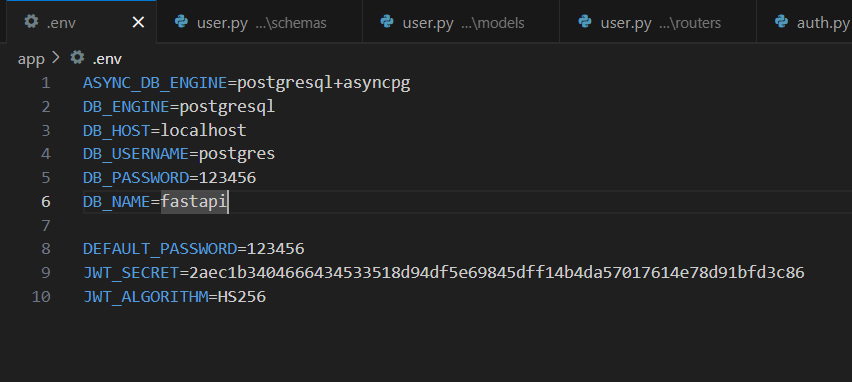 .env user.py ...\schemas user.py ...\models user.py ...\routers auth.py
app > .env
1 ASYNC_DB_ENGINE=postgresql+asyncpg
2 DB_ENGINE=postgresql
3 DB_HOST=localhost
4 DB_USERNAME=postgres
5 DB_PASSWORD=123456
6 DB_NAME=fastapi
7
8 DEFAULT_PASSWORD=123456
9 JWT_SECRET=2aec1b3404666434533518d94df5e69845dff14b4da57017614e78d91bfd3c86
10 JWT_ALGORITHM=HS256